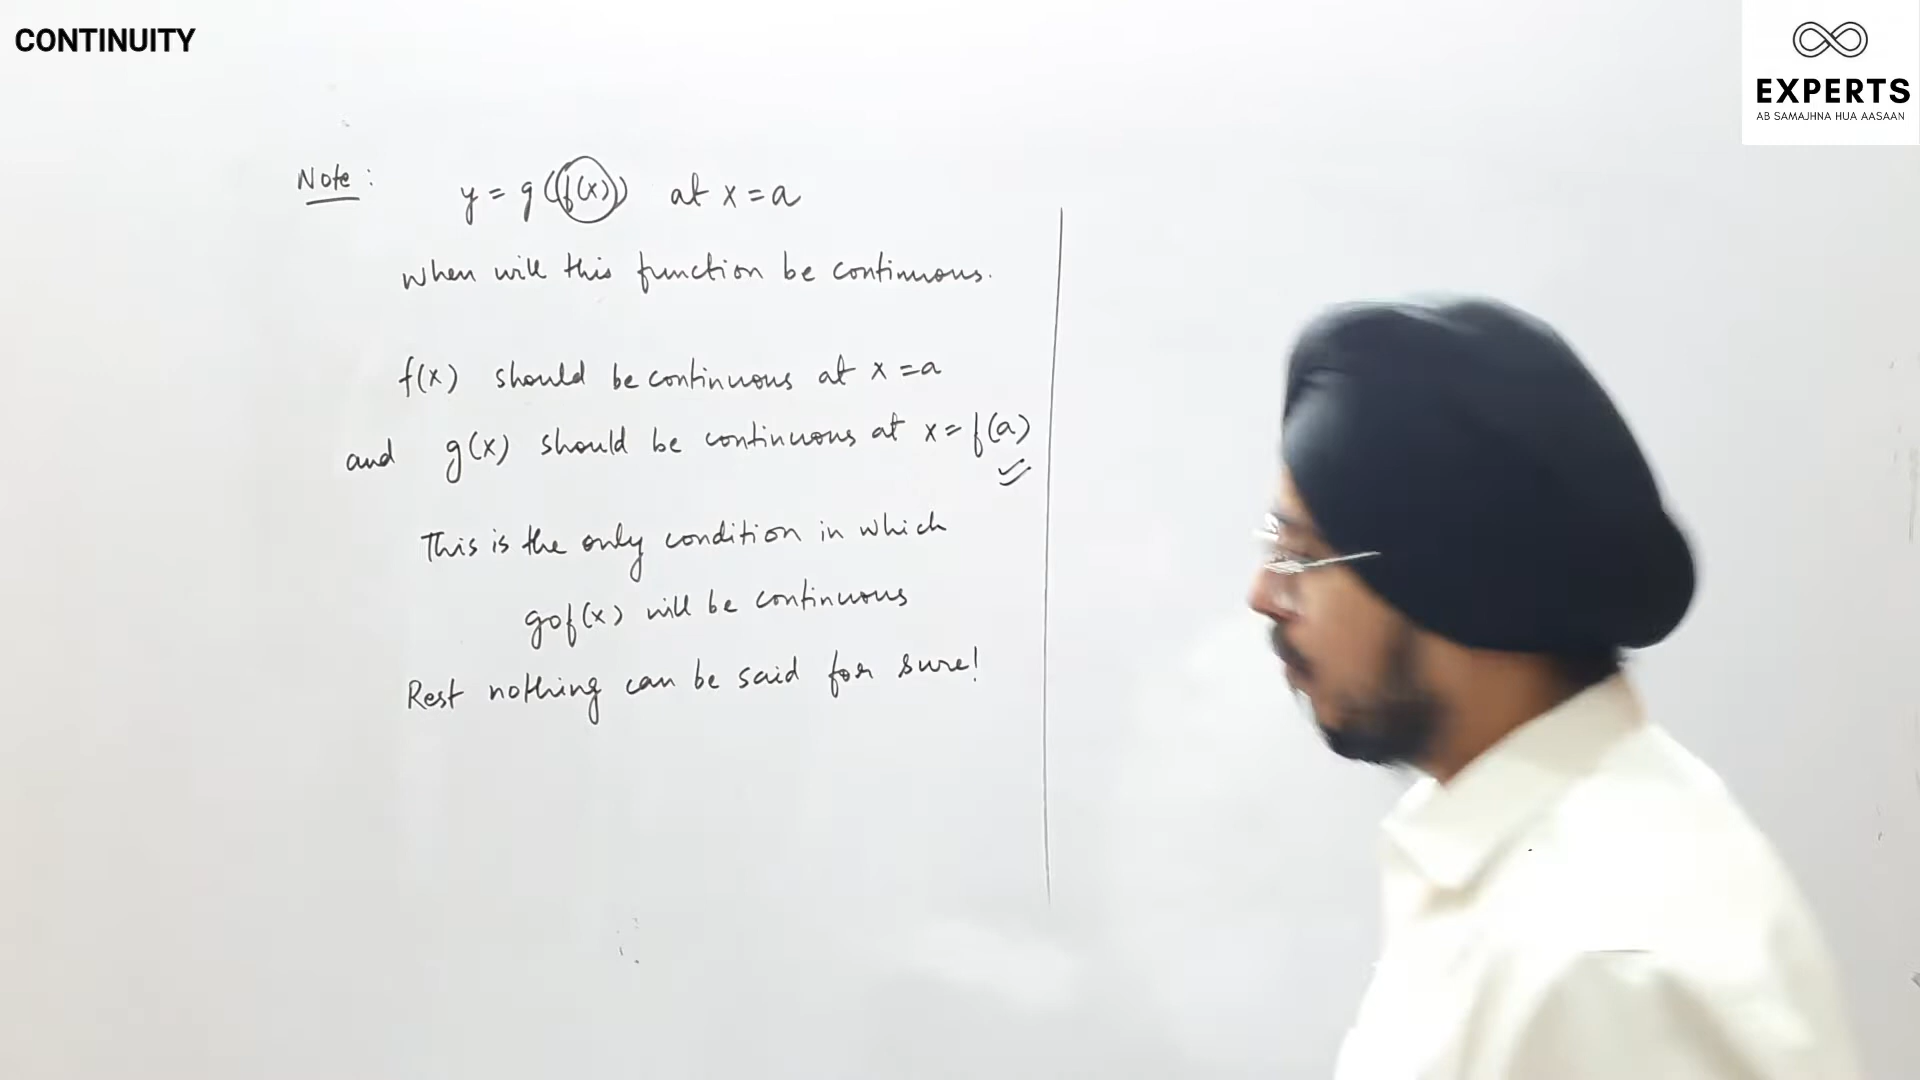 CONTINUITY
EXPERTS
AB SAMAJHNA HUA AASAAN
Note :
y = g(f(x)) at x = a
when will this function be continuous.
f(x) should be continuous at x = a
and g(x) should be continuous at x = f(a)
This is the only condition in which
gof(x) will be continuous
Rest nothing can be said for sure!